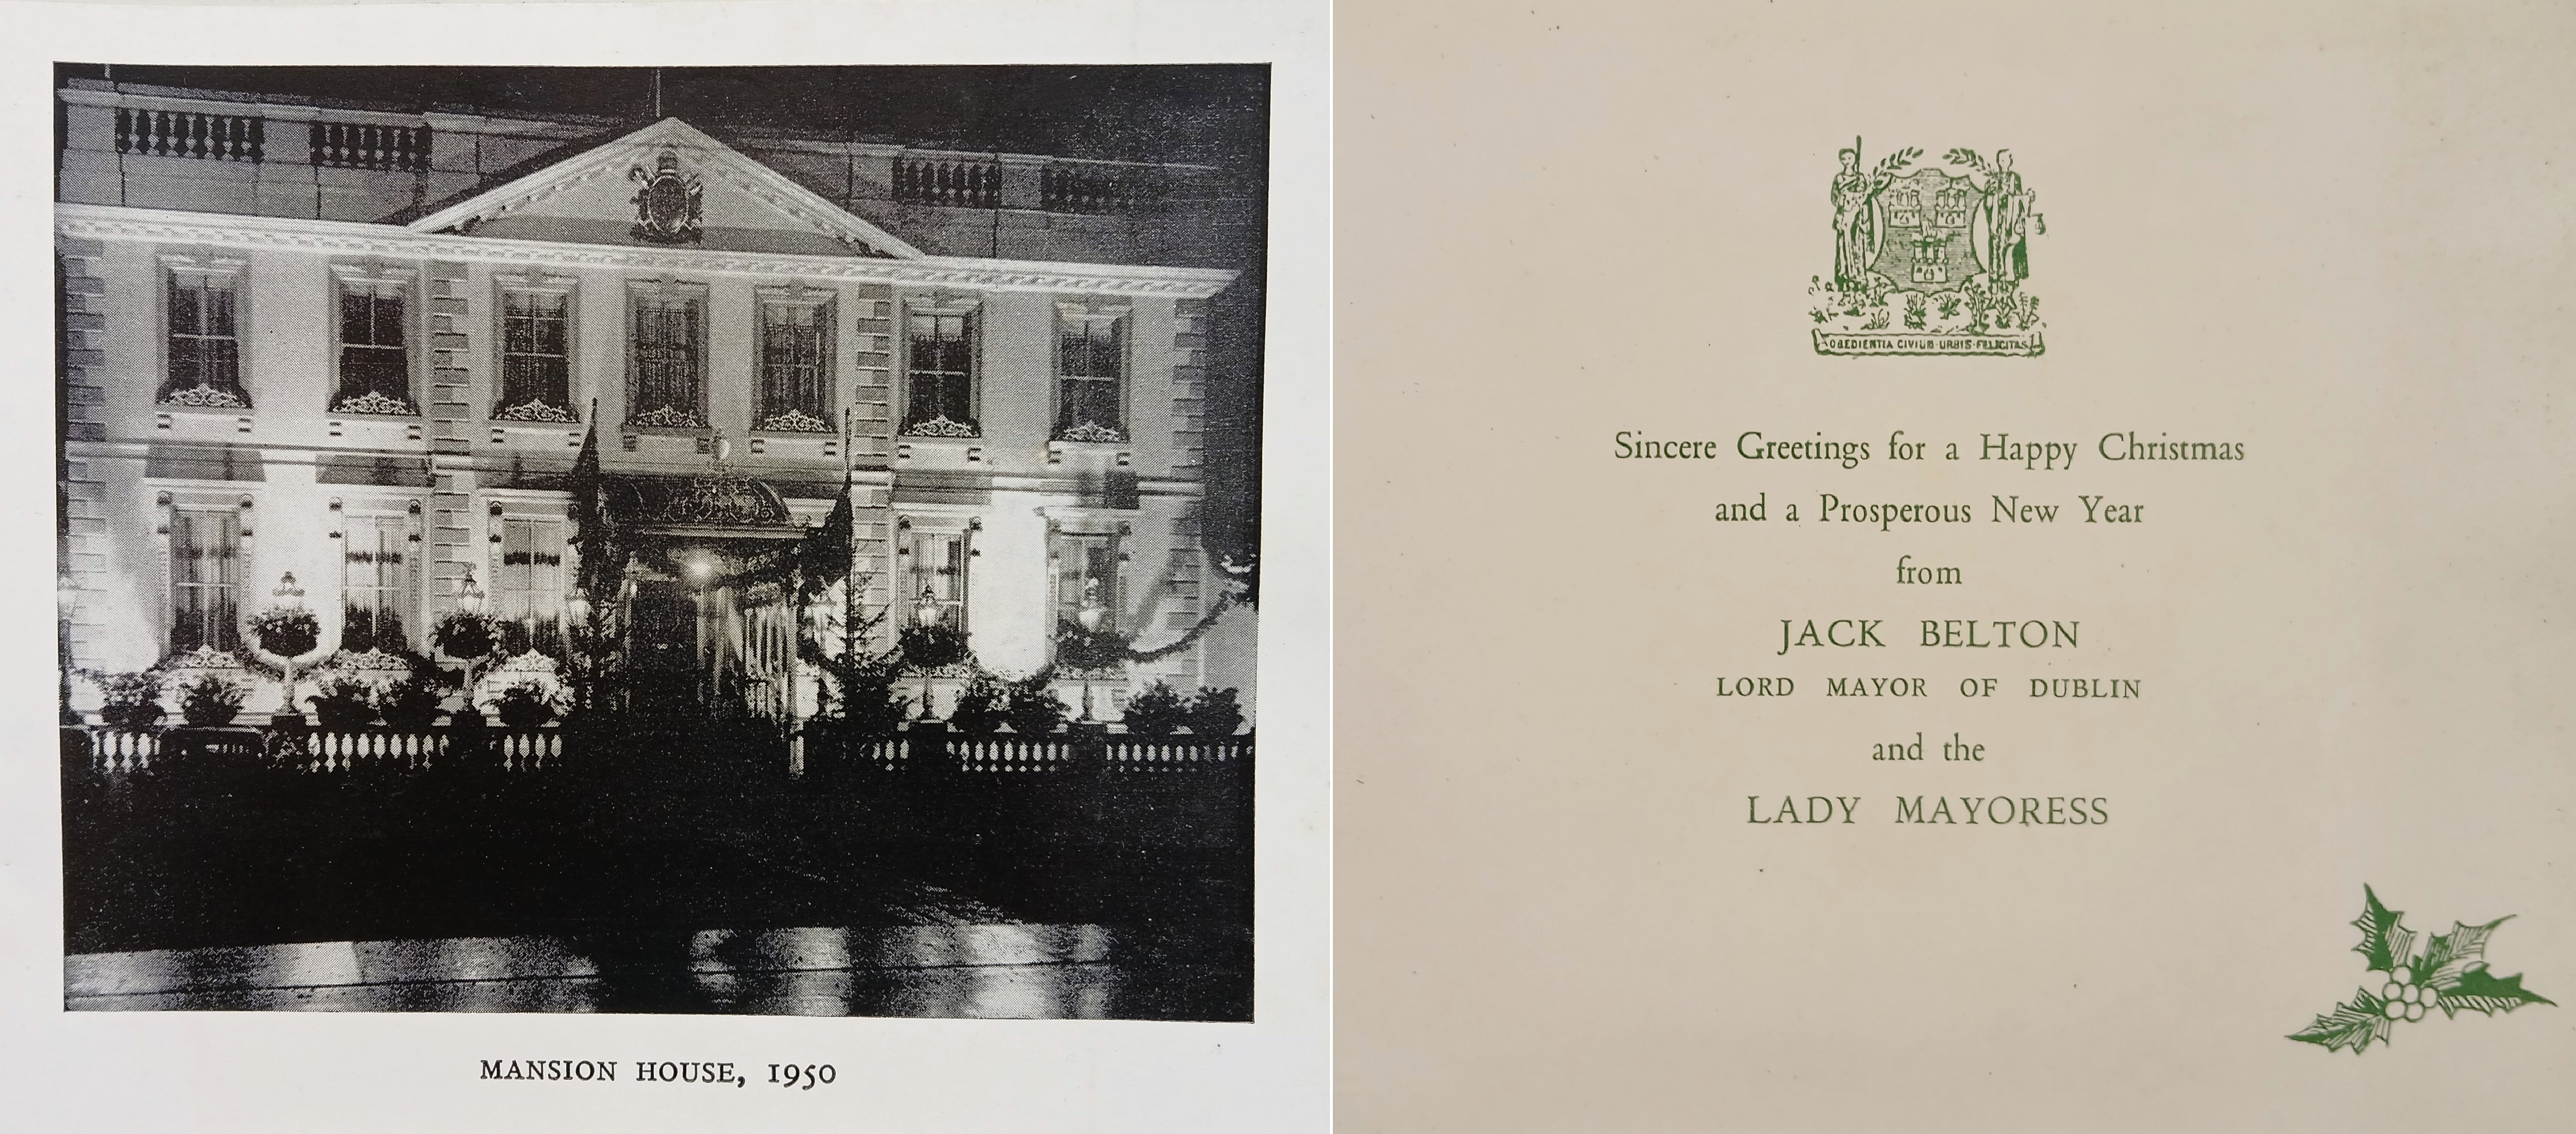 MANSION HOUSE, 1950
OBEDIENTIA CIVIUM URBIS FELICITAS
Sincere Greetings for a Happy Christmas
and a Prosperous New Year
from
JACK BELTON
LORD MAYOR OF DUBLIN
and the
LADY MAYORESS